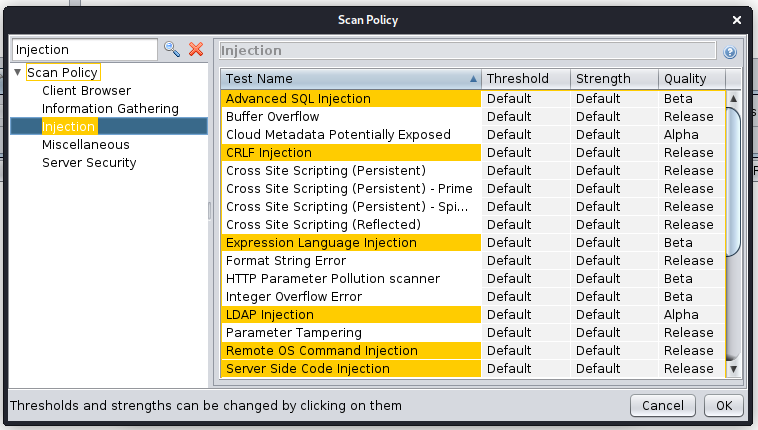 Scan Policy
Injection
Scan Policy
Client Browser
Information Gathering
Injection
Miscellaneous
Server Security
Injection
Test Name Threshold Strength Quality
Advanced SQL Injection Default Default Beta
Buffer Overflow Default Default Release
Cloud Metadata Potentially Exposed Default Default Alpha
CRLF Injection Default Default Release
Cross Site Scripting (Persistent) Default Default Release
Cross Site Scripting (Persistent) - Prime Default Default Release
Cross Site Scripting (Persistent) - Spi... Default Default Release
Cross Site Scripting (Reflected) Default Default Release
Expression Language Injection Default Default Beta
Format String Error Default Default Release
HTTP Parameter Pollution scanner Default Default Beta
Integer Overflow Error Default Default Beta
LDAP Injection Default Default Alpha
Parameter Tampering Default Default Release
Remote OS Command Injection Default Default Release
Server Side Code Injection Default Default Release
Thresholds and strengths can be changed by clicking on them
Cancel OK